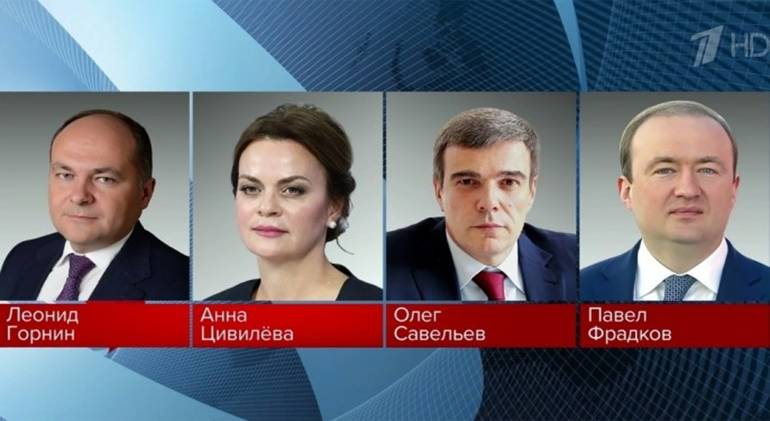 1 HD
Леонид
Горнин
Анна
Цивилёва
Олег
Савельев
Павел
Фрадков